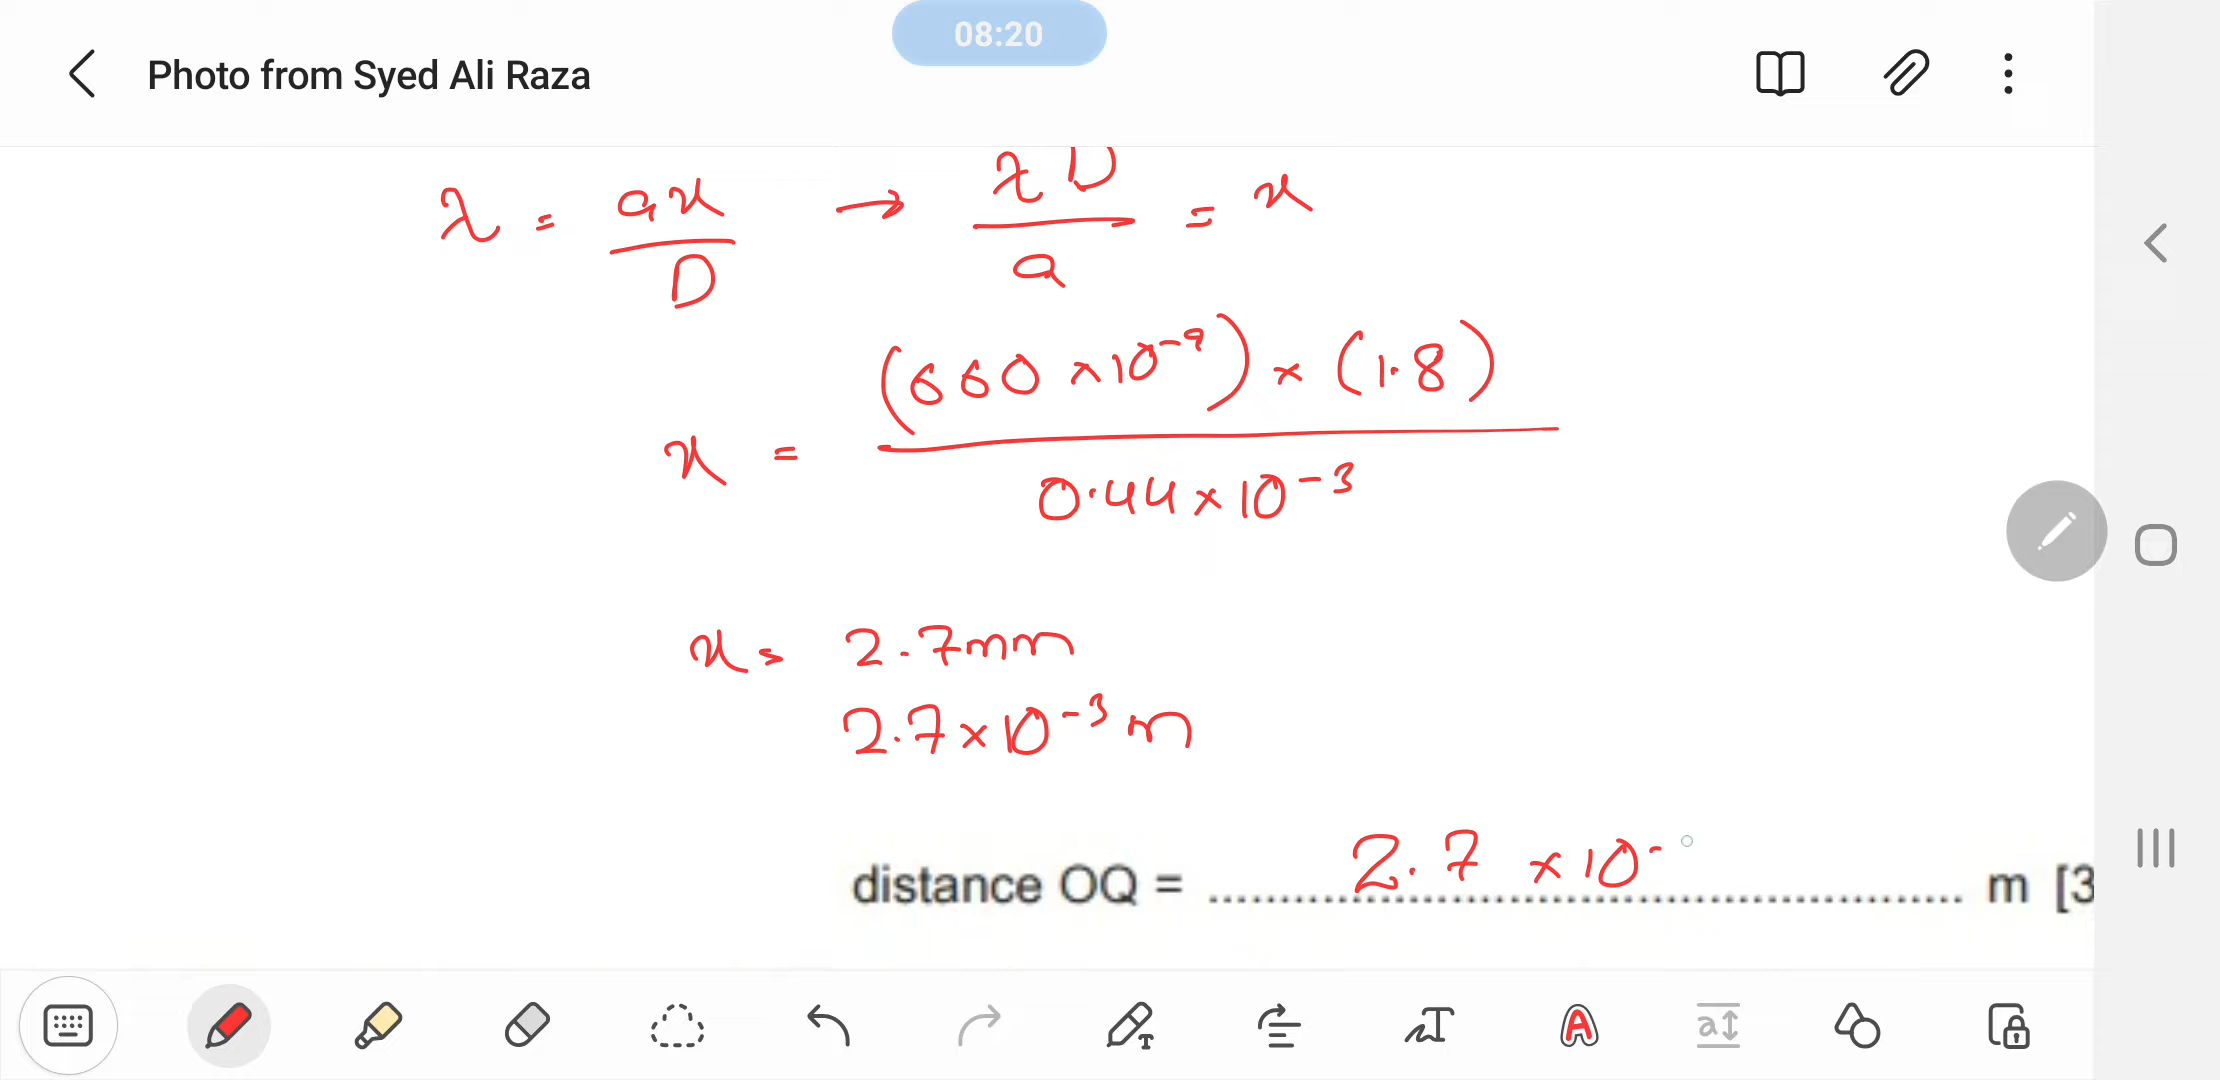 08:20
Photo from Syed Ali Raza
λ = ax/D → λD/a = x
x = (660 × 10⁻⁹) × (1.8) / 0.44 × 10⁻³
x = 2.7mm
2.7 × 10⁻³ m
distance OQ = 2.7 × 10⁻ m [3